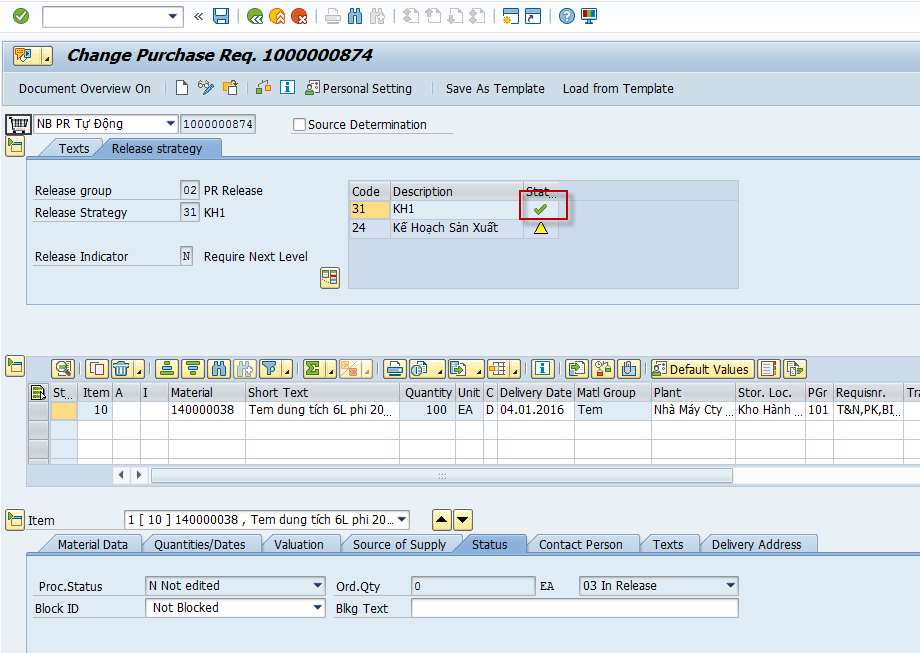 Change Purchase Req. 1000000874
Document Overview On Personal Setting Save As Template Load from Template
NB PR Tự Động 1000000874 Source Determination
Texts Release strategy
Release group 02 PR Release
Release Strategy 31 KH1
Release Indicator N Require Next Level
Code Description Stat...
31 KH1
24 Kế Hoạch Sản Xuất
Default Values
St... Item A I Material Short Text Quantity Unit C Delivery Date Matl Group Plant Stor. Loc. PGr Requisnr. Tra
10 140000038 Tem dung tích 6L phi 20... 100 EA D 04.01.2016 Tem Nhà Máy Cty ... Kho Hành ... 101 T&N,PK,BI...
Item 1 [ 10 ] 140000038 , Tem dung tích 6L phi 20...
Material Data Quantities/Dates Valuation Source of Supply Status Contact Person Texts Delivery Address
Proc.Status N Not edited Ord.Qty 0 EA 03 In Release
Block ID Not Blocked Blkg Text